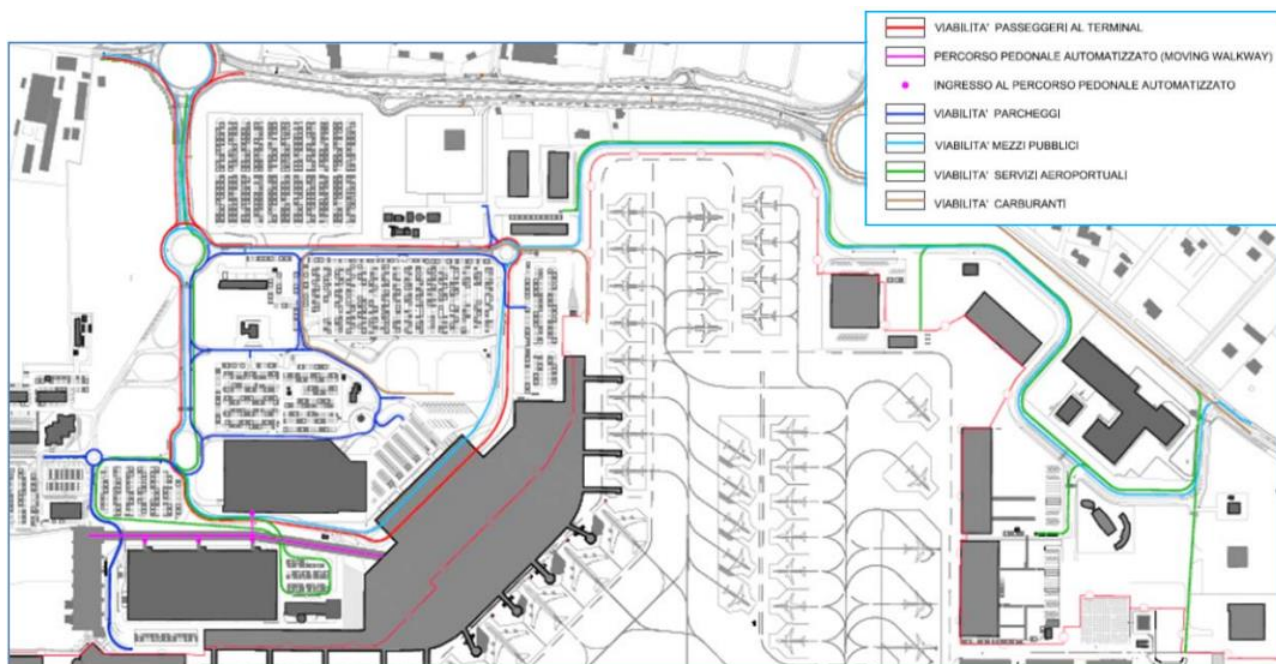 VIABILITA' PASSEGGERI AL TERMINAL
PERCORSO PEDONALE AUTOMATIZZATO (MOVING WALKWAY)
INGRESSO AL PERCORSO PEDONALE AUTOMATIZZATO
VIABILITA' PARCHEGGI
VIABILITA' MEZZI PUBBLICI
VIABILITA' SERVIZI AEROPORTUALI
VIABILITA' CARBURANTI